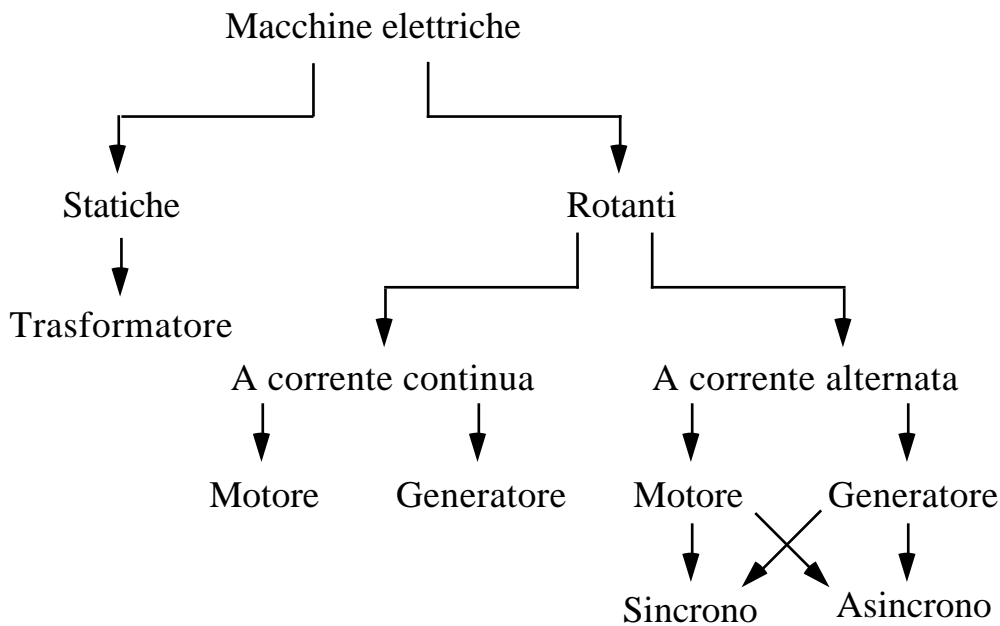 Macchine elettriche
Statiche
Rotanti
Trasformatore
A corrente continua
A corrente alternata
Motore
Generatore
Motore
Generatore
Sincrono
Asincrono